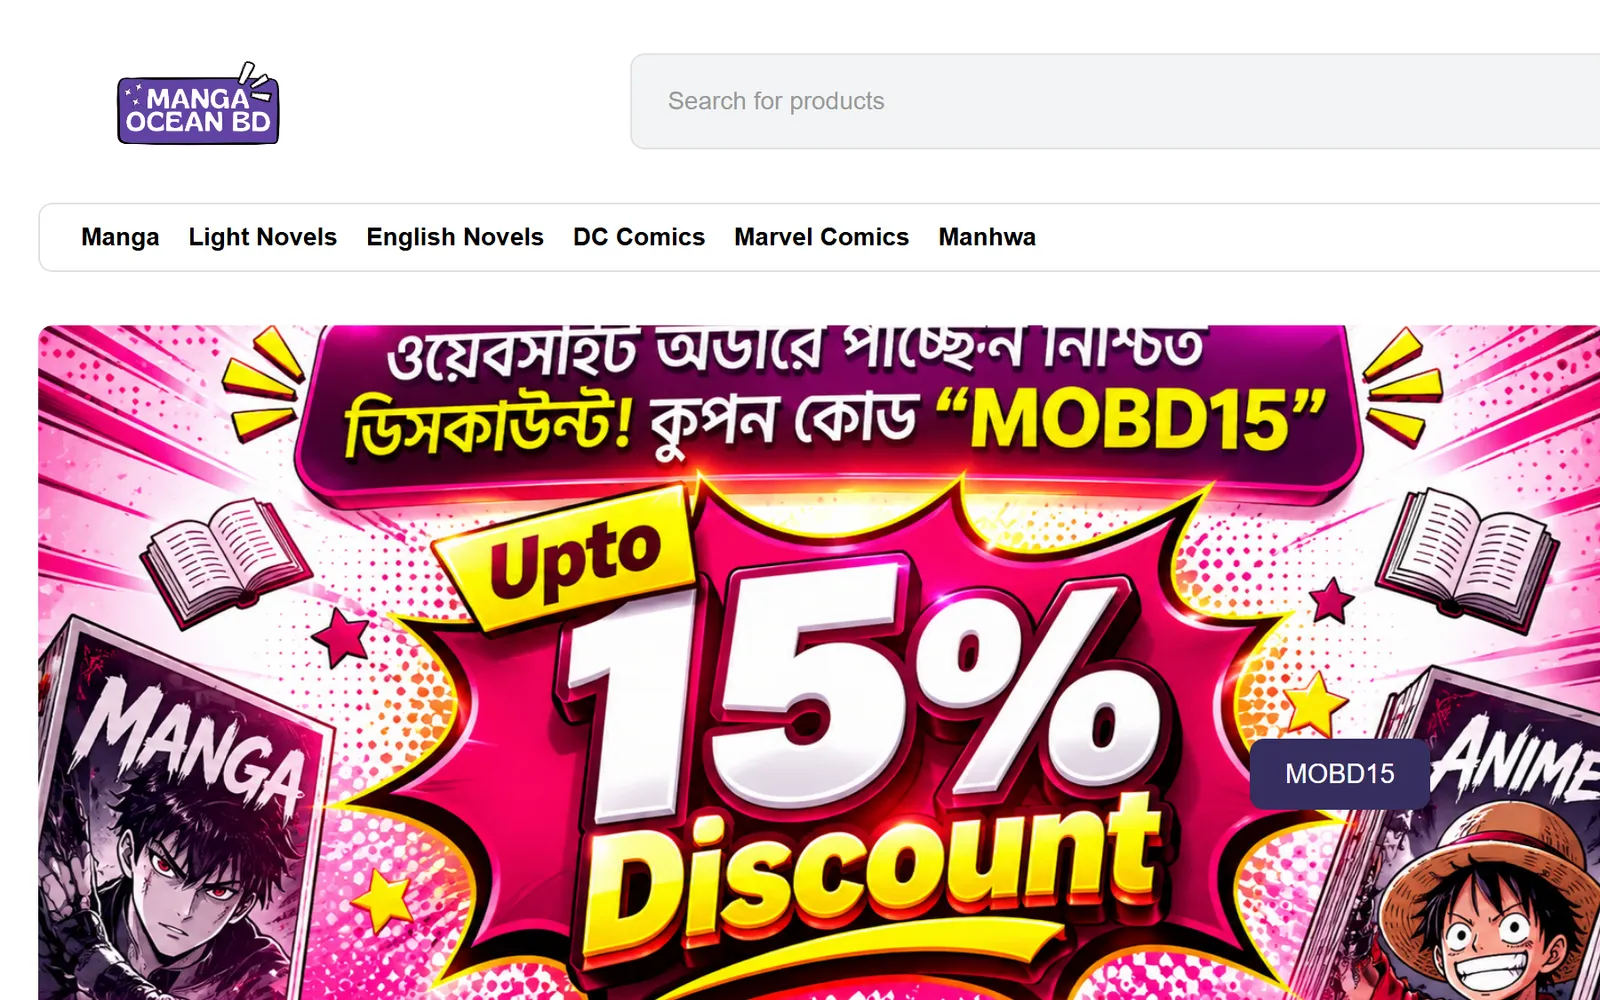 MANGA
OCEAN BD
Search for products
Manga Light Novels English Novels DC Comics Marvel Comics Manhwa
ওয়েবসাইট অর্ডারে পাচ্ছেন নিশ্চিত
ডিসকাউন্ট! কুপন কোড “MOBD15”
Upto
15%
Discount
MANGA
MOBD15
ANIME